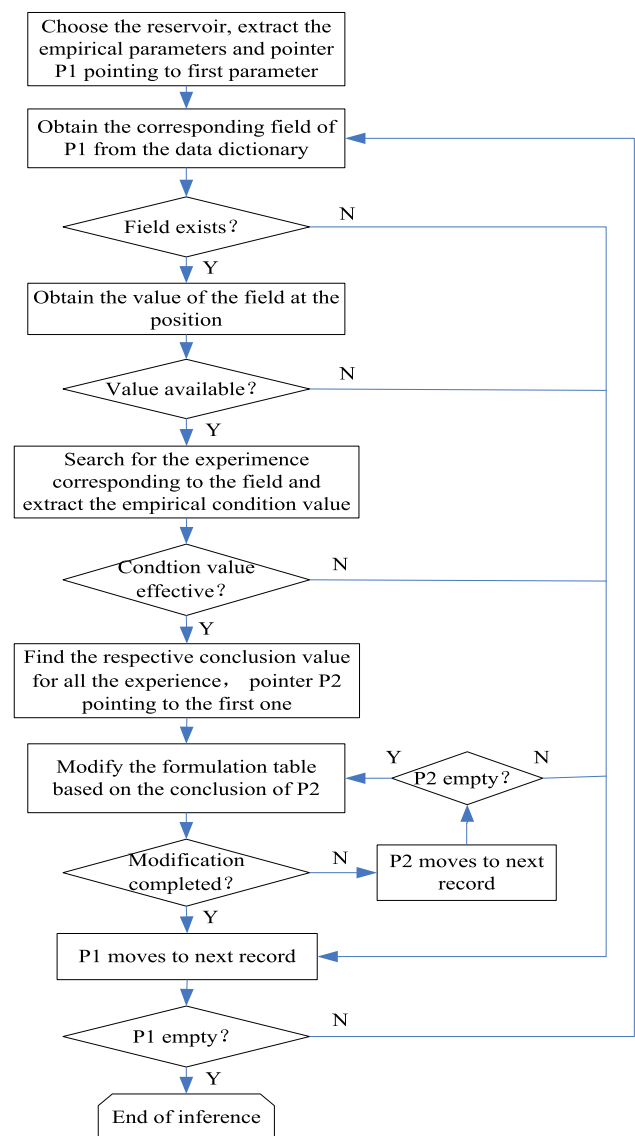 Choose the reservoir, extract the
empirical parameters and pointer
P1 pointing to first parameter
Obtain the corresponding field of
P1 from the data dictionary
Field exists?
N
Y
Obtain the value of the field at the
position
Value available?
N
Y
Search for the experimence
corresponding to the field and
extract the empirical condition value
Condtion value
effective?
N
Y
Find the respective conclusion value
for all the experience, pointer P2
pointing to the first one
Modify the formulation table
based on the conclusion of P2
Y
P2 empty?
N
Modification
completed?
N
P2 moves to next
record
Y
P1 moves to next record
P1 empty?
N
Y
End of inference